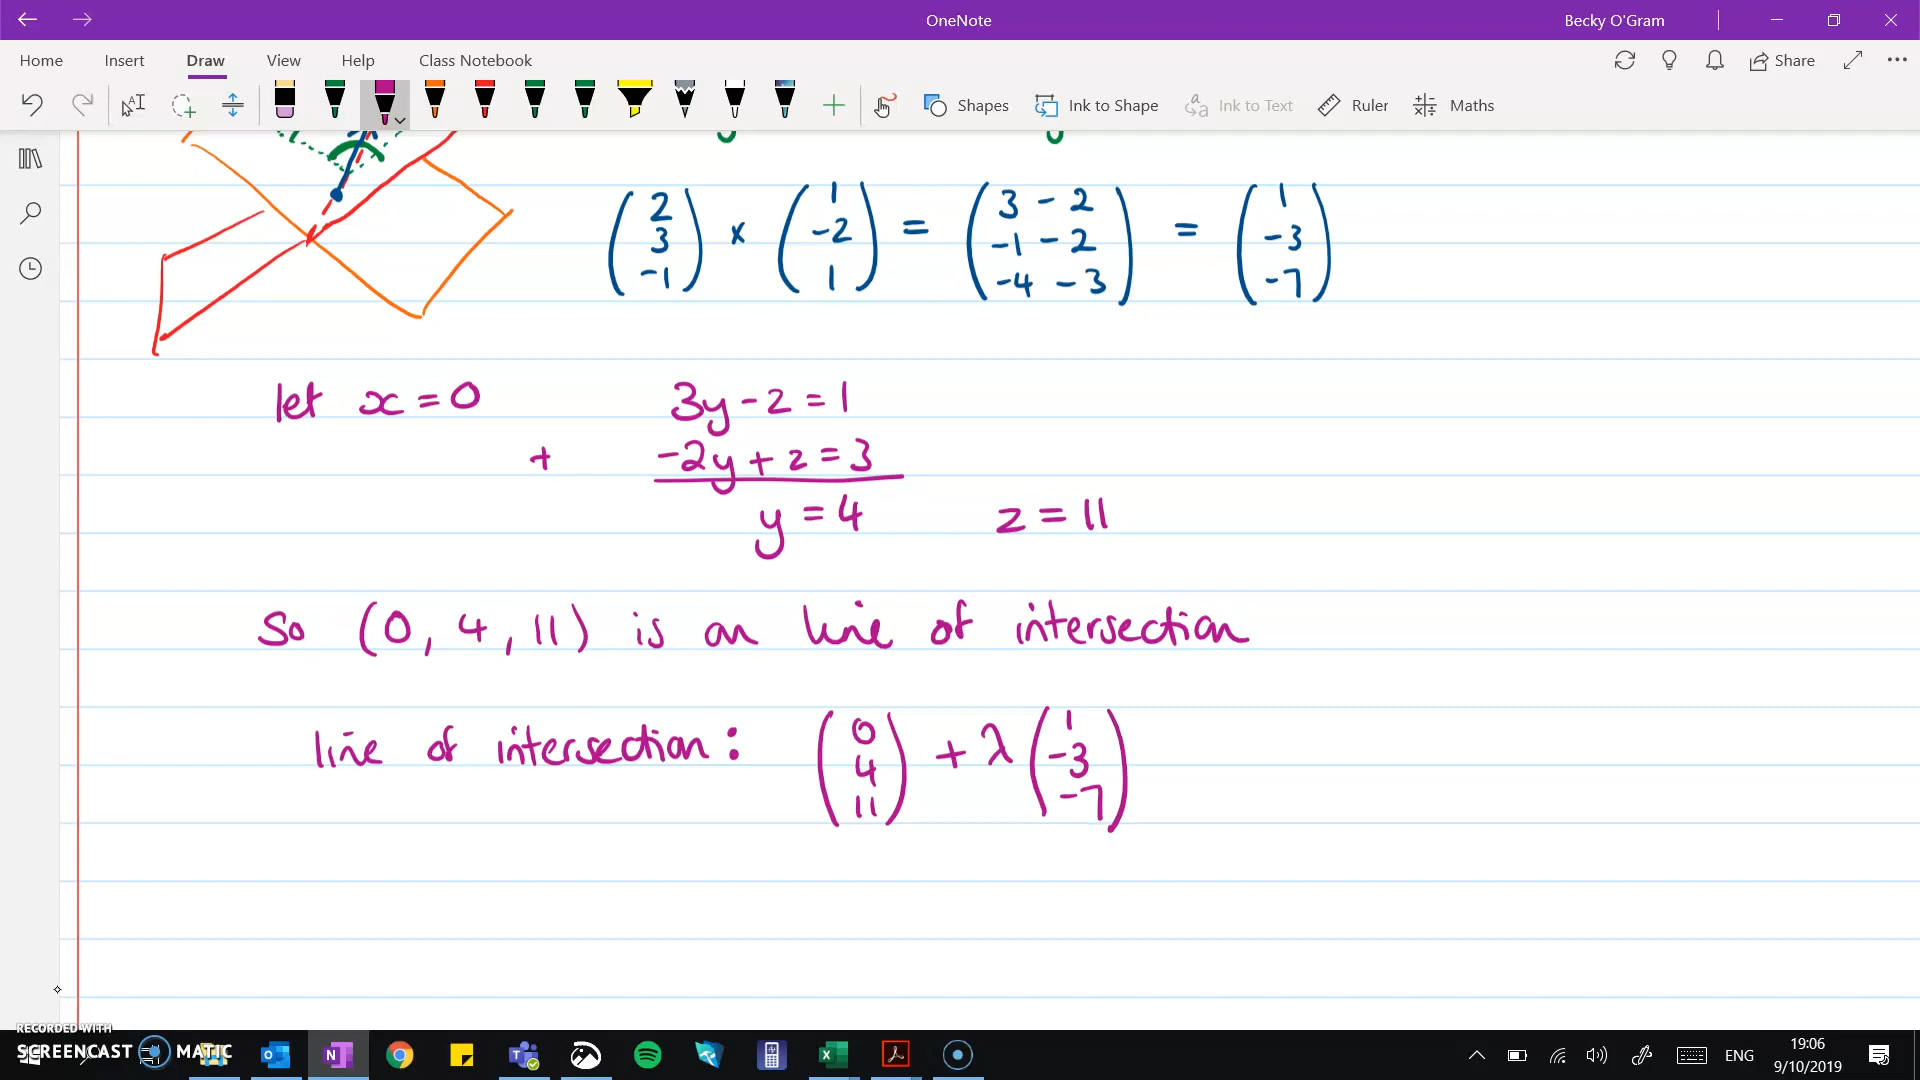 OneNote
Becky O'Gram
Home Insert Draw View Help Class Notebook
Share
Shapes Ink to Shape Ink to Text Ruler Maths
(2 3 -1) × (1 -2 1) = (3 - 2 -1 - 2 -4 - 3) = (1 -3 -7)
let x = 0 3y - z = 1
+ -2y + z = 3
y = 4 z = 11
So (0, 4, 11) is on line of intersection
line of intersection: (0 4 11) + λ (1 -3 -7)
RECORDED WITH
SCREENCAST MATIC
ENG
19:06
9/10/2019